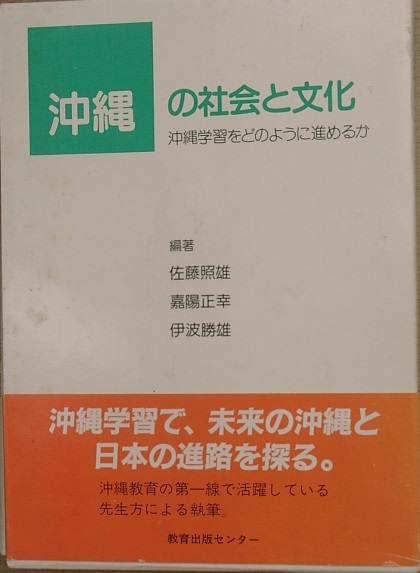 沖縄の社会と文化
沖縄学習をどのように進めるか
編著
佐藤照雄
嘉陽正幸
伊波勝雄
沖縄学習で、未来の沖縄と
日本の進路を探る。
沖縄教育の第一線で活躍している
先生方による執筆。
教育出版センター